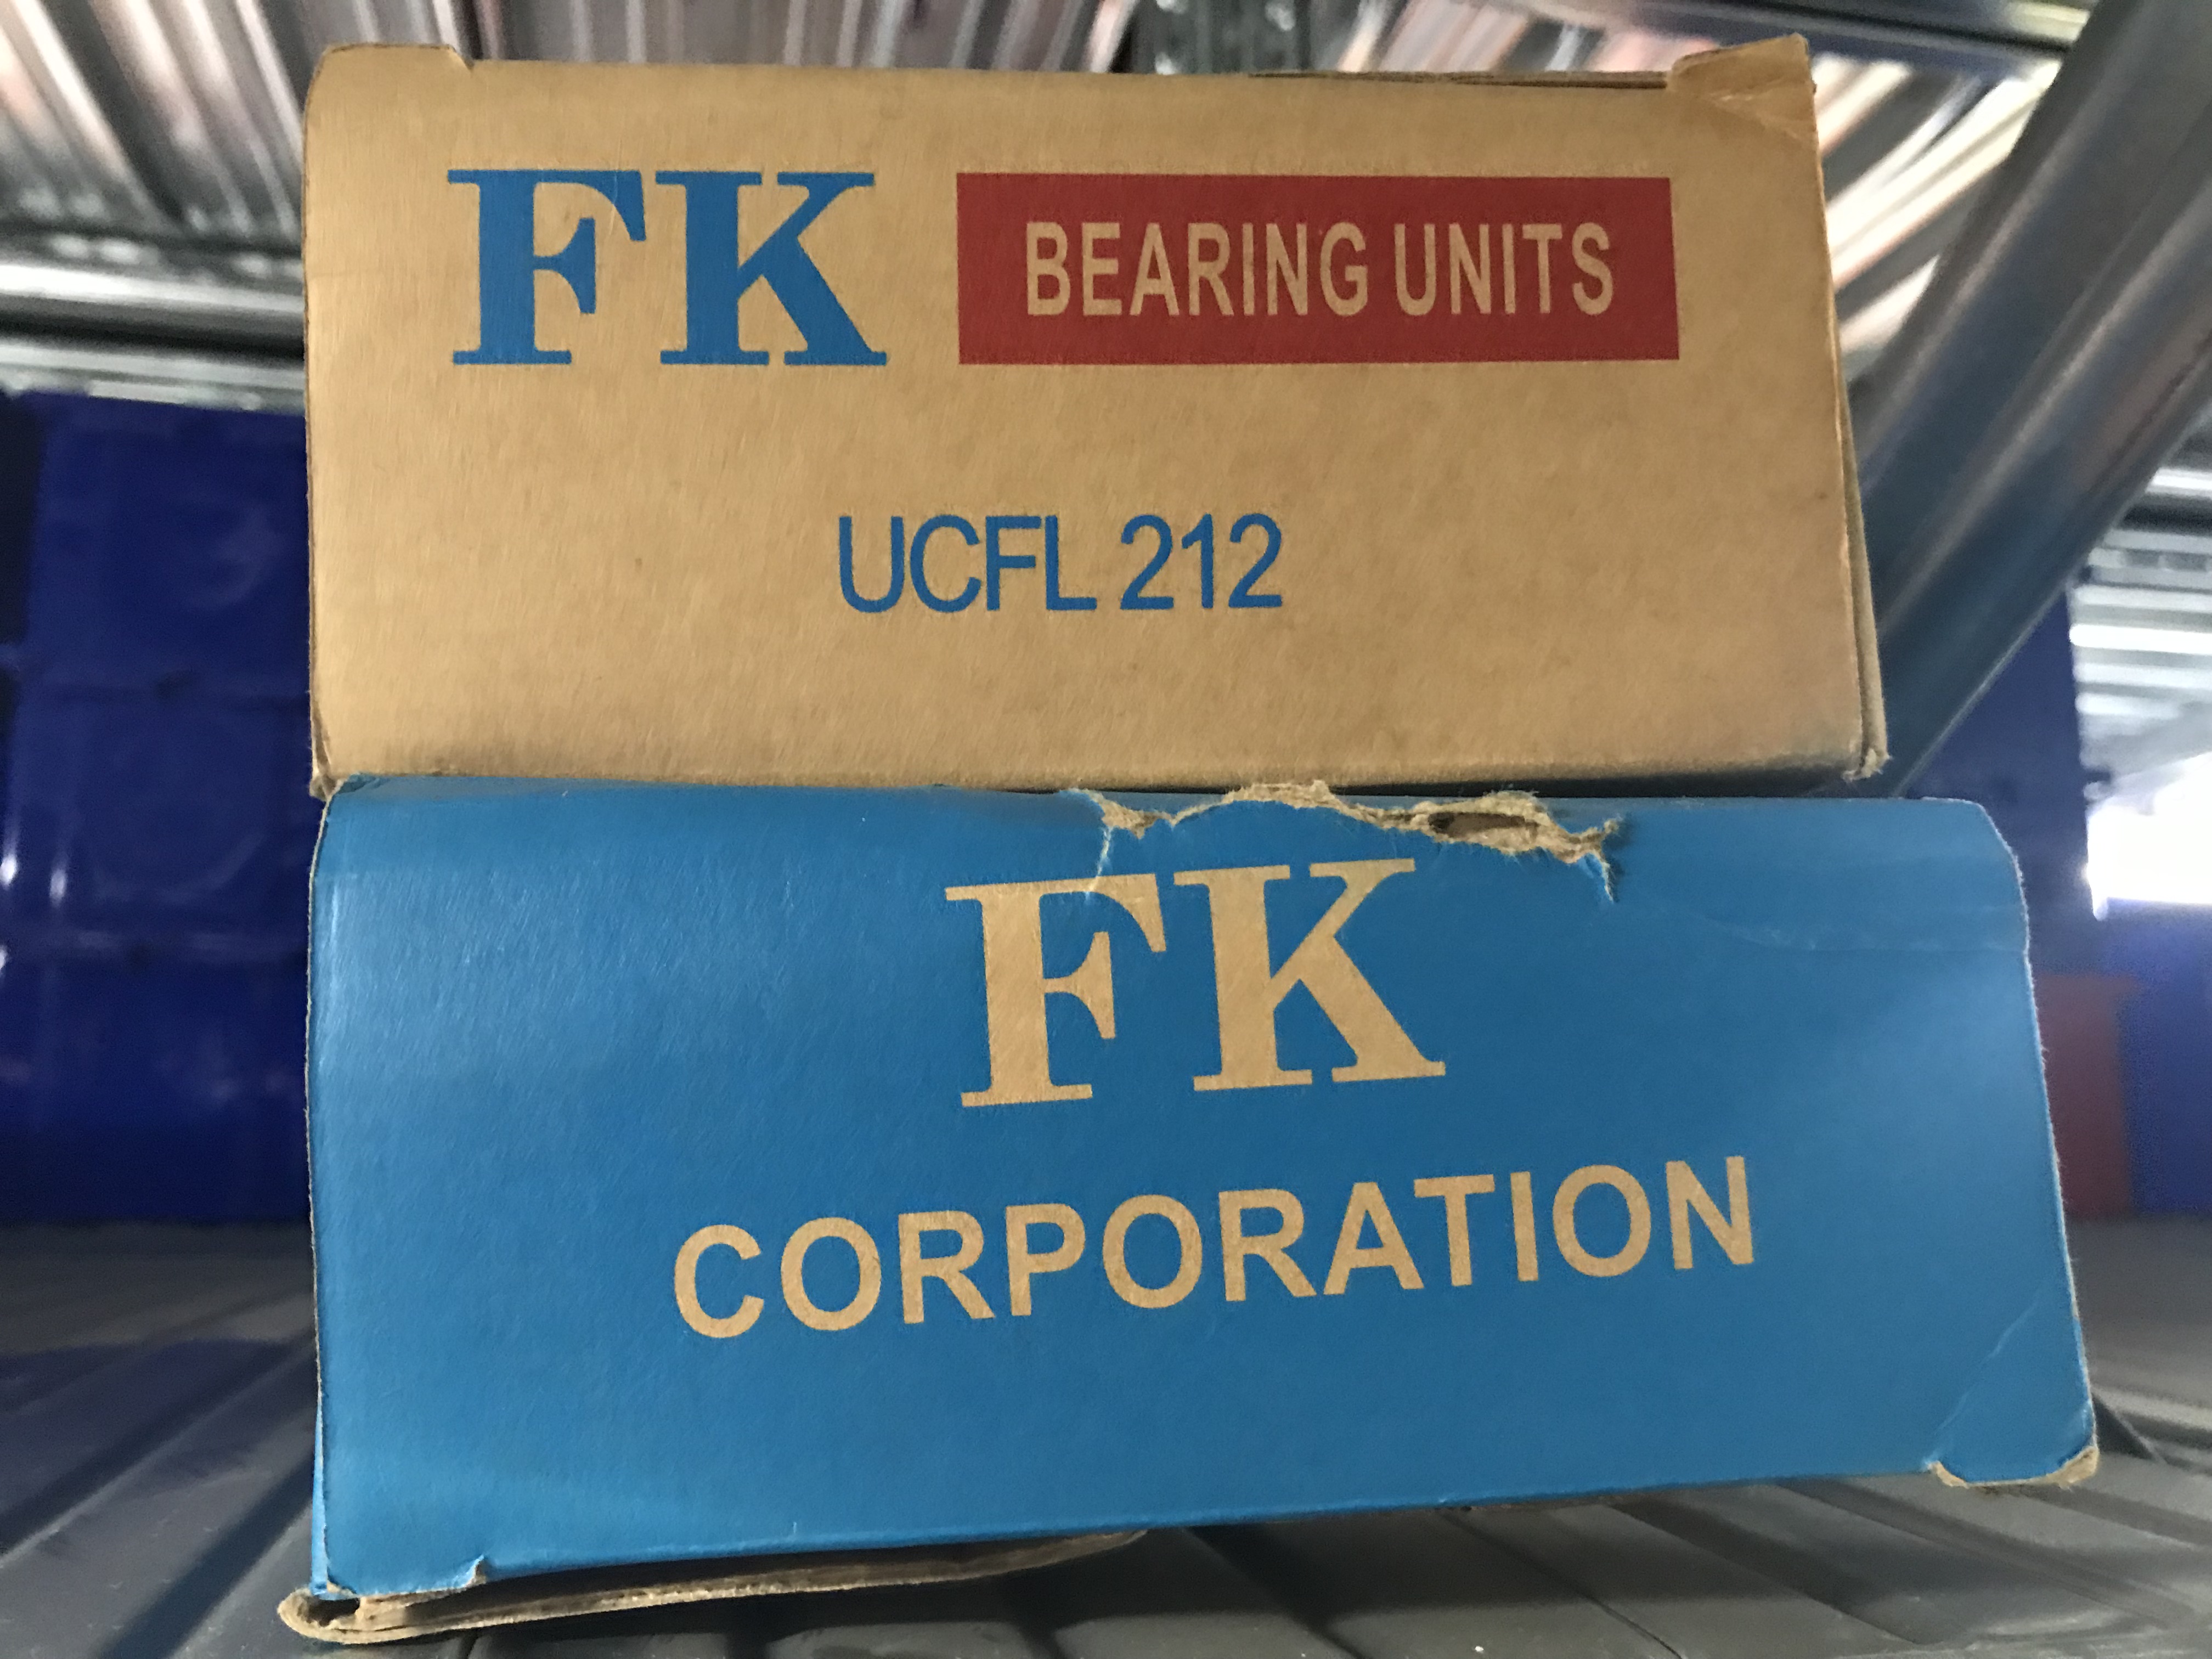 FK BEARING UNITS
UCFL 212
FK
CORPORATION